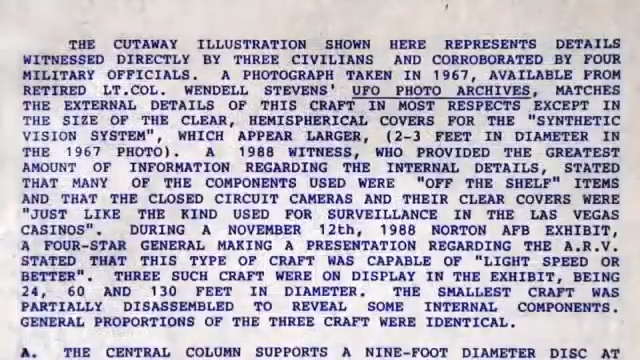 THE CUTAWAY ILLUSTRATION SHOWN HERE REPRESENTS DETAILS
WITNESSED DIRECTLY BY THREE CIVILIANS AND CORROBORATED BY FOUR
MILITARY OFFICIALS. A PHOTOGRAPH TAKEN IN 1967, AVAILABLE FROM
RETIRED LT.COL. WENDELL STEVENS' UFO PHOTO ARCHIVES, MATCHES
THE EXTERNAL DETAILS OF THIS CRAFT IN MOST RESPECTS EXCEPT IN
THE SIZE OF THE CLEAR, HEMISPHERICAL COVERS FOR THE "SYNTHETIC
VISION SYSTEM", WHICH APPEAR LARGER, (2-3 FEET IN DIAMETER IN
THE 1967 PHOTO). A 1988 WITNESS, WHO PROVIDED THE GREATEST
AMOUNT OF INFORMATION REGARDING THE INTERNAL DETAILS, STATED
THAT MANY OF THE COMPONENTS USED WERE "OFF THE SHELF" ITEMS
AND THAT THE CLOSED CIRCUIT CAMERAS AND THEIR CLEAR COVERS WERE
"JUST LIKE THE KIND USED FOR SURVEILLANCE IN THE LAS VEGAS
CASINOS". DURING A NOVEMBER 12th, 1988 NORTON AFB EXHIBIT,
A FOUR-STAR GENERAL MAKING A PRESENTATION REGARDING THE A.R.V.
STATED THAT THIS TYPE OF CRAFT WAS CAPABLE OF "LIGHT SPEED OR
BETTER". THREE SUCH CRAFT WERE ON DISPLAY IN THE EXHIBIT, BEING
24, 60 AND 130 FEET IN DIAMETER. THE SMALLEST CRAFT WAS
PARTIALLY DISASSEMBLED TO REVEAL SOME INTERNAL COMPONENTS.
GENERAL PROPORTIONS OF THE THREE CRAFT WERE IDENTICAL.
A. THE CENTRAL COLUMN SUPPORTS A NINE-FOOT DIAMETER DISC AT